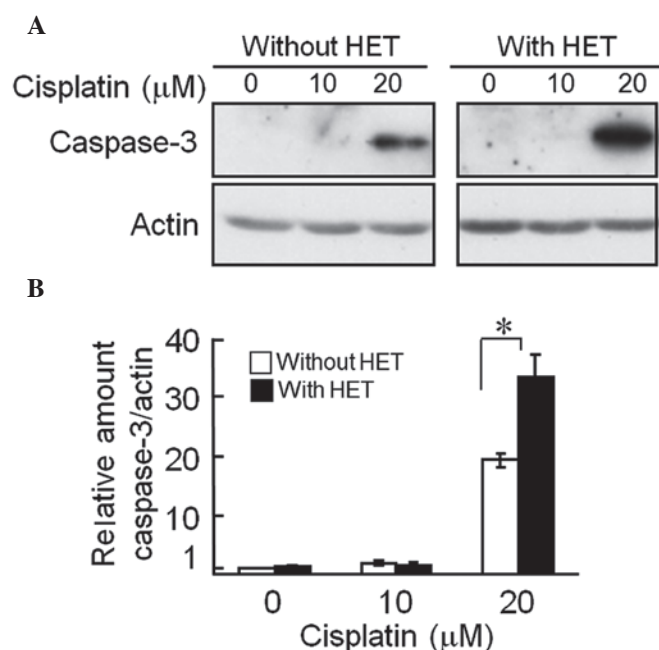 A
Without HET With HET
Cisplatin (μM) 0 10 20 0 10 20
Caspase-3
Actin
B
Relative amount
caspase-3/actin
40
30
20
10
1
Without HET
With HET
*
0 10 20
Cisplatin (μM)